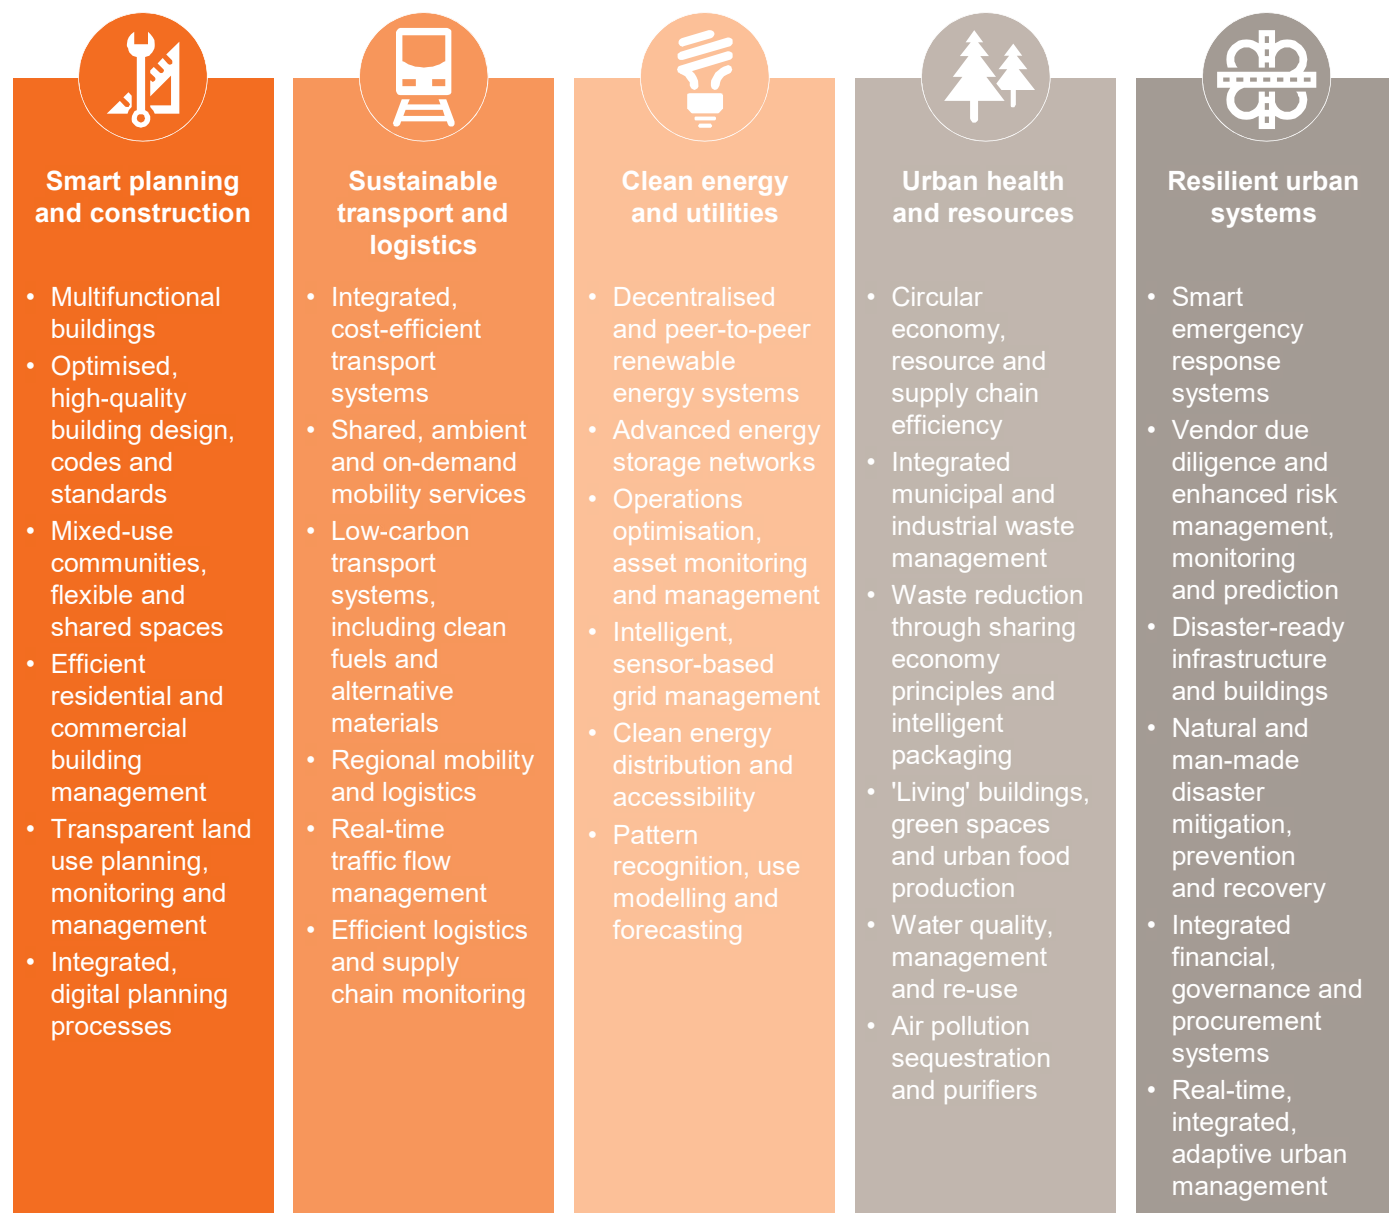 Smart planning
and construction
• Multifunctional
buildings
• Optimised,
high-quality
building design,
codes and
standards
• Mixed-use
communities,
flexible and
shared spaces
• Efficient
residential and
commercial
building
management
• Transparent land
use planning,
monitoring and
management
• Integrated,
digital planning
processes
Sustainable
transport and
logistics
• Integrated,
cost-efficient
transport
systems
• Shared, ambient
and on-demand
mobility services
• Low-carbon
transport
systems,
including clean
fuels and
alternative
materials
• Regional mobility
and logistics
• Real-time
traffic flow
management
• Efficient logistics
and supply
chain monitoring
Clean energy
and utilities
• Decentralised
and peer-to-peer
renewable
energy systems
• Advanced energy
storage networks
• Operations
optimisation,
asset monitoring
and management
• Intelligent,
sensor-based
grid management
• Clean energy
distribution and
accessibility
• Pattern
recognition, use
modelling and
forecasting
Urban health
and resources
• Circular
economy,
resource and
supply chain
efficiency
• Integrated
municipal and
industrial waste
management
• Waste reduction
through sharing
economy
principles and
intelligent
packaging
• 'Living' buildings,
green spaces
and urban food
production
• Water quality,
management
and re-use
• Air pollution
sequestration
and purifiers
Resilient urban
systems
• Smart
emergency
response
systems
• Vendor due
diligence and
enhanced risk
management,
monitoring
and prediction
• Disaster-ready
infrastructure
and buildings
• Natural and
man-made
disaster
mitigation,
prevention
and recovery
• Integrated
financial,
governance and
procurement
systems
• Real-time,
integrated,
adaptive urban
management